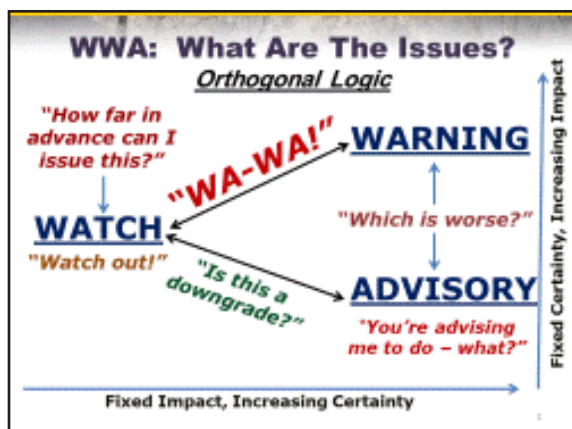 WWA: What Are The Issues?
Orthogonal Logic
"How far in
advance can I
issue this?"
"WA-WA!"
WARNING
WATCH
"Watch out!"
"Which is worse?"
"Is this a
downgrade?"
ADVISORY
"You're advising
me to do – what?"
Fixed Impact, Increasing Certainty
Fixed Certainty, Increasing Impact